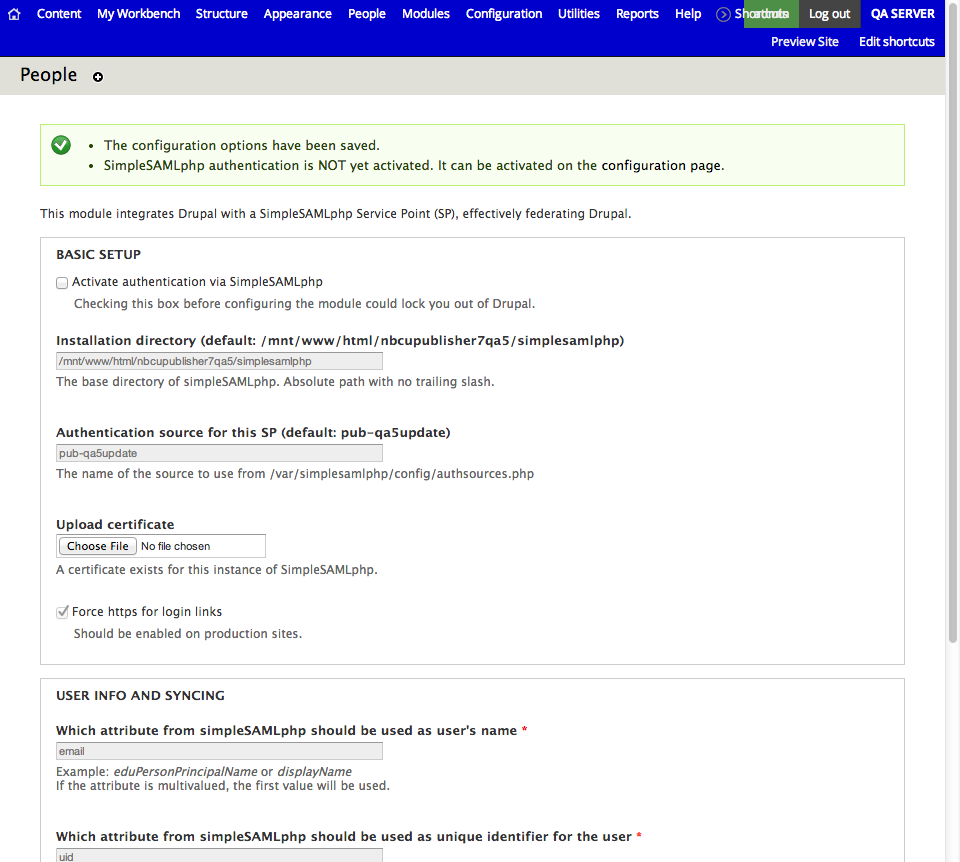 Content My Workbench Structure Appearance People Modules Configuration Utilities Reports Help Shortcuts Log out QA SERVER
Preview Site Edit shortcuts
People
The configuration options have been saved.
SimpleSAMLphp authentication is NOT yet activated. It can be activated on the configuration page.
This module integrates Drupal with a SimpleSAMLphp Service Point (SP), effectively federating Drupal.
BASIC SETUP
Activate authentication via SimpleSAMLphp
Checking this box before configuring the module could lock you out of Drupal.
Installation directory (default: /mnt/www/html/nbcupublisher7qa5/simplesamlphp)
/mnt/www/html/nbcupublisher7qa5/simplesamlphp
The base directory of simpleSAMLphp. Absolute path with no trailing slash.
Authentication source for this SP (default: pub-qa5update)
pub-qa5update
The name of the source to use from /var/simplesamlphp/config/authsources.php
Upload certificate
Choose File No file chosen
A certificate exists for this instance of SimpleSAMLphp.
Force https for login links
Should be enabled on production sites.
USER INFO AND SYNCING
Which attribute from simpleSAMLphp should be used as user's name *
email
Example: eduPersonPrincipalName or displayName
If the attribute is multivalued, the first value will be used.
Which attribute from simpleSAMLphp should be used as unique identifier for the user *
uid